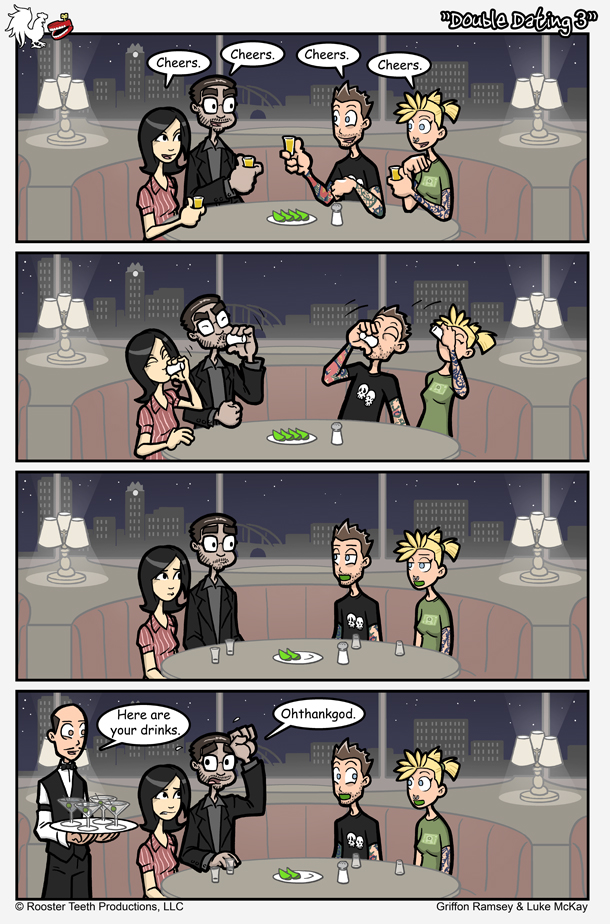 "Double Dating 3"
Cheers.
Cheers.
Cheers.
Cheers.
Here are
your drinks.
Ohthankgod.
© Rooster Teeth Productions, LLC
Griffon Ramsey & Luke McKay